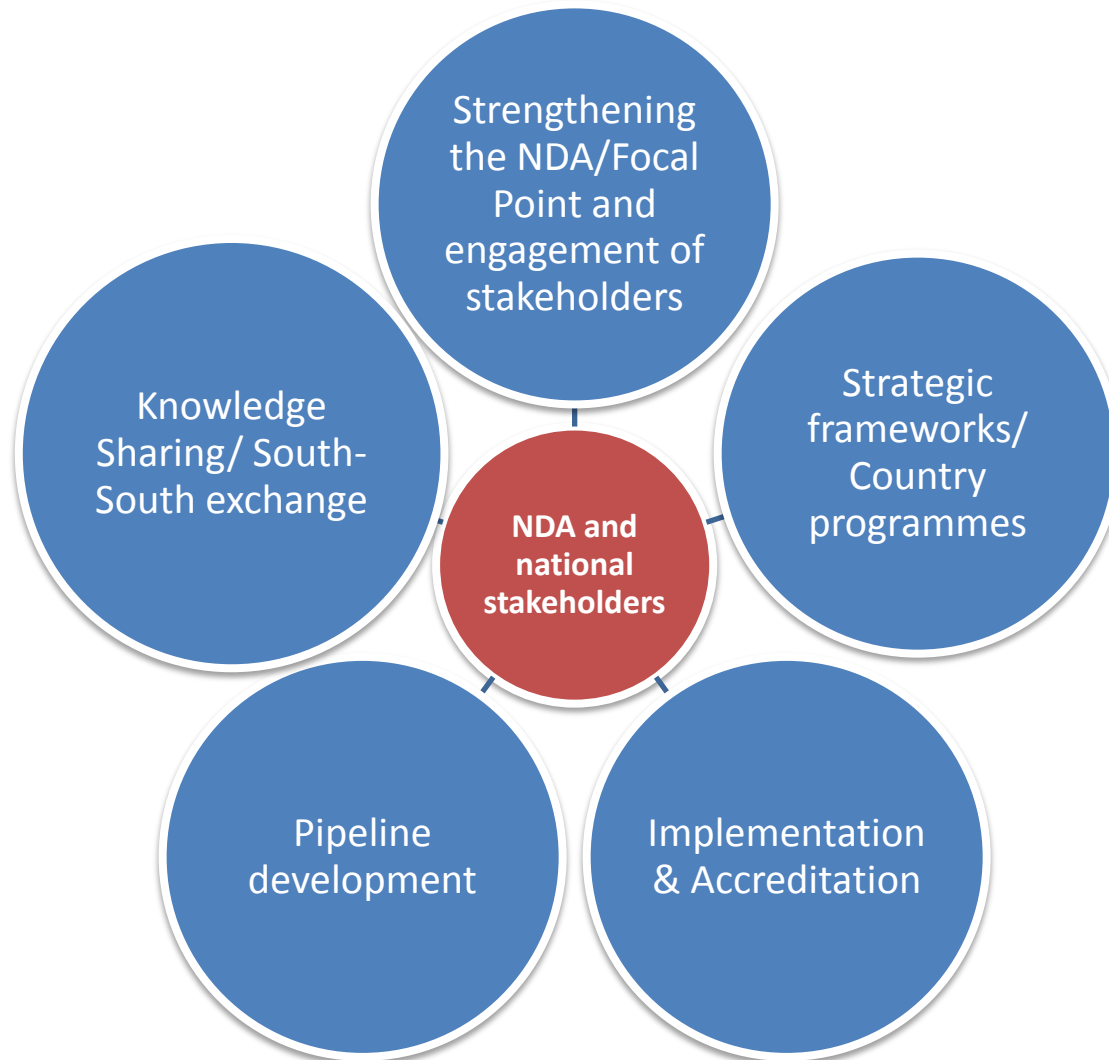 Strengthening
the NDA/Focal
Point and
engagement of
stakeholders
Strategic
frameworks/
Country
programmes
Implementation
& Accreditation
Pipeline
development
Knowledge
Sharing/ South-
South exchange
NDA and
national
stakeholders